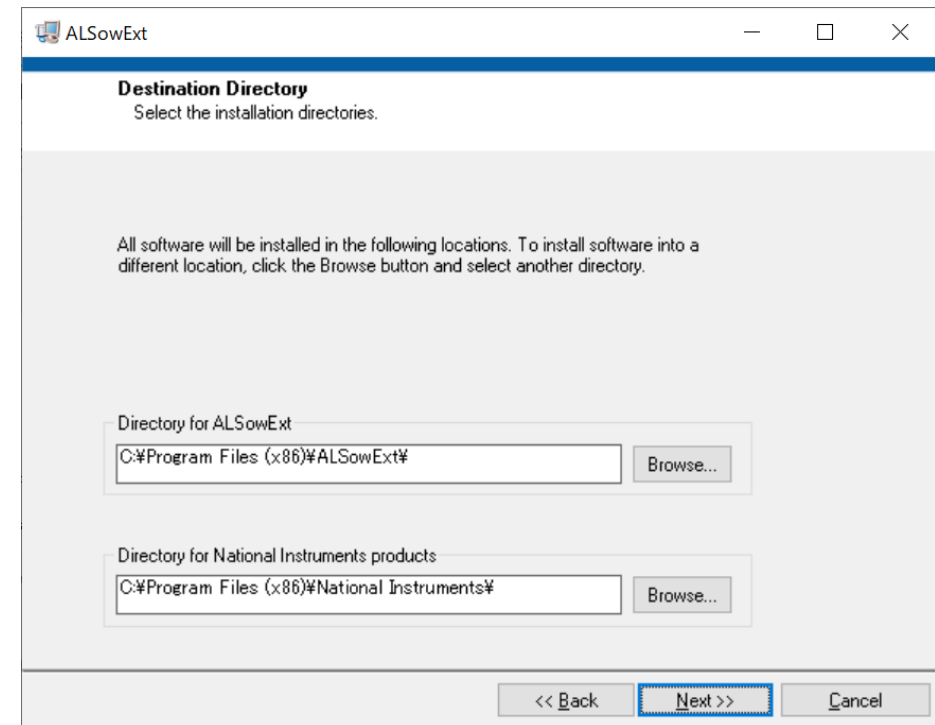 ALSowExt
Destination Directory
Select the installation directories.
All software will be installed in the following locations. To install software into a
different location, click the Browse button and select another directory.
Directory for ALSowExt
C:¥Program Files (x86)¥ALSowExt¥
Browse...
Directory for National Instruments products
C:¥Program Files (x86)¥National Instruments¥
Browse...
<< Back
Next >>
Cancel